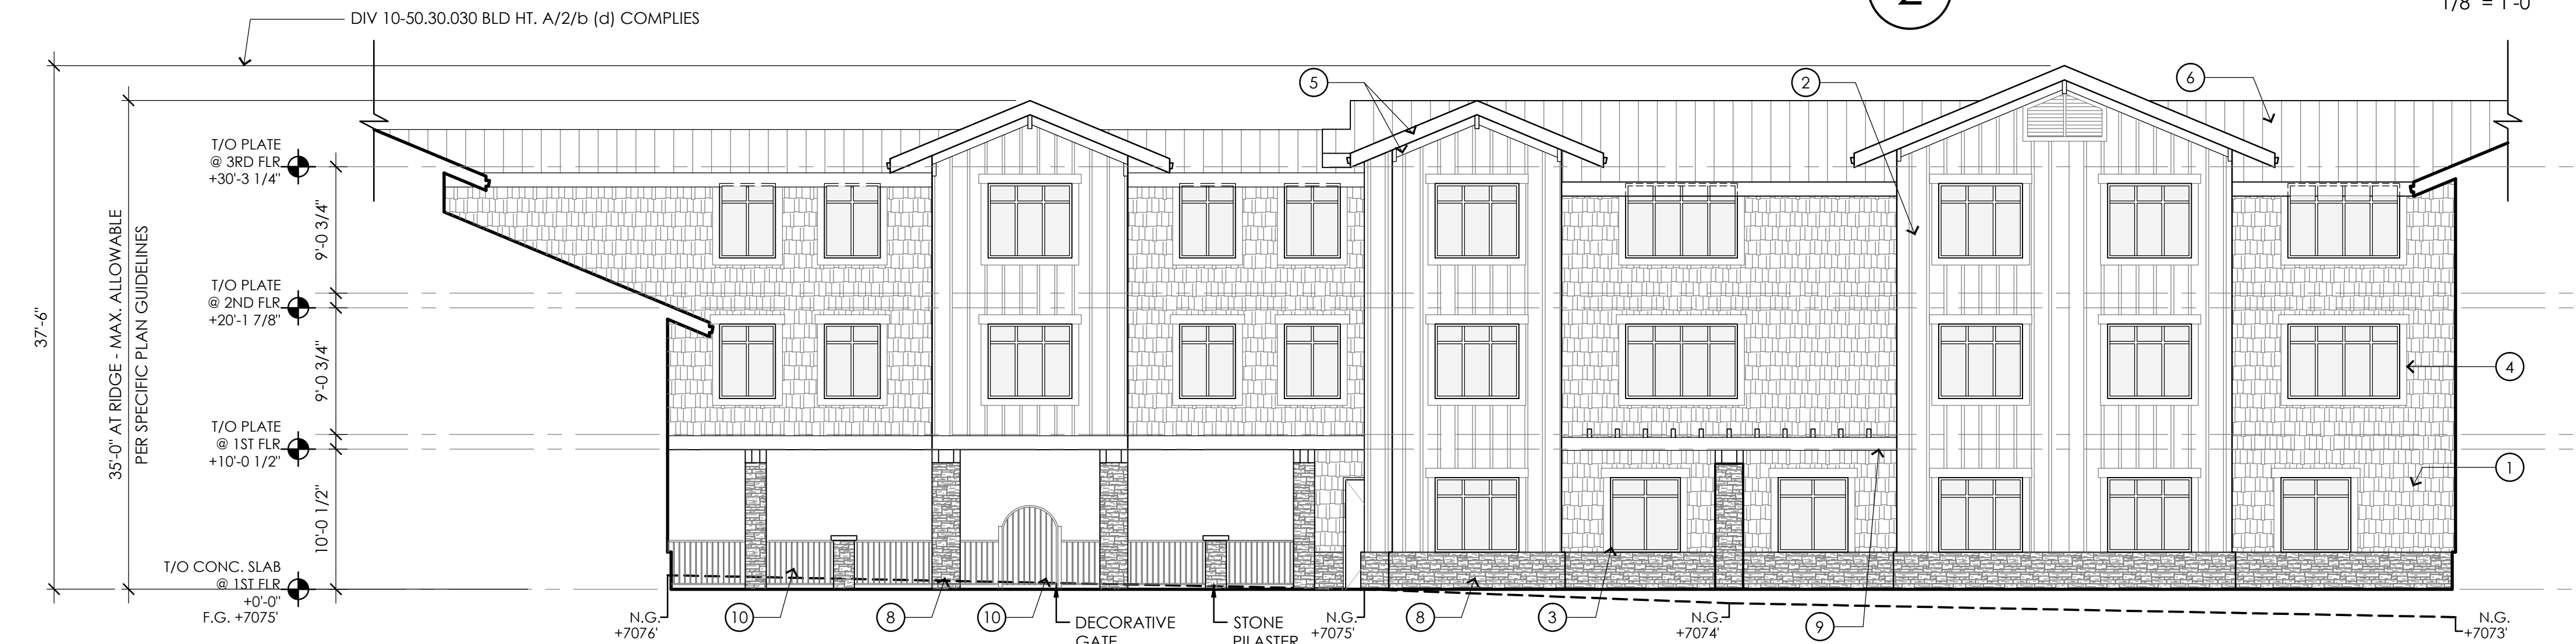 DIV 10-50.30.030 BLD HT. A/2/b (d) COMPLIES
2
1/8" = 1'-0"
5
2
6
T/O PLATE
@ 3RD FLR
+30'-3 1/4"
9'-0 3/4"
T/O PLATE
@ 2ND FLR
+20'-1 7/8"
9'-0 3/4"
T/O PLATE
@ 1ST FLR
+10'-0 1/2"
10'-0 1/2"
T/O CONC. SLAB
@ 1ST FLR
+0'-0"
F.G. +7075'
37'-6"
35'-0" AT RIDGE - MAX. ALLOWABLE
PER SPECIFIC PLAN GUIDELINES
4
1
N.G.
+7076'
10
8
10
DECORATIVE
GATE
STONE
PILASTER
N.G.
+7075'
8
3
N.G.
+7074'
9
N.G.
+7073'